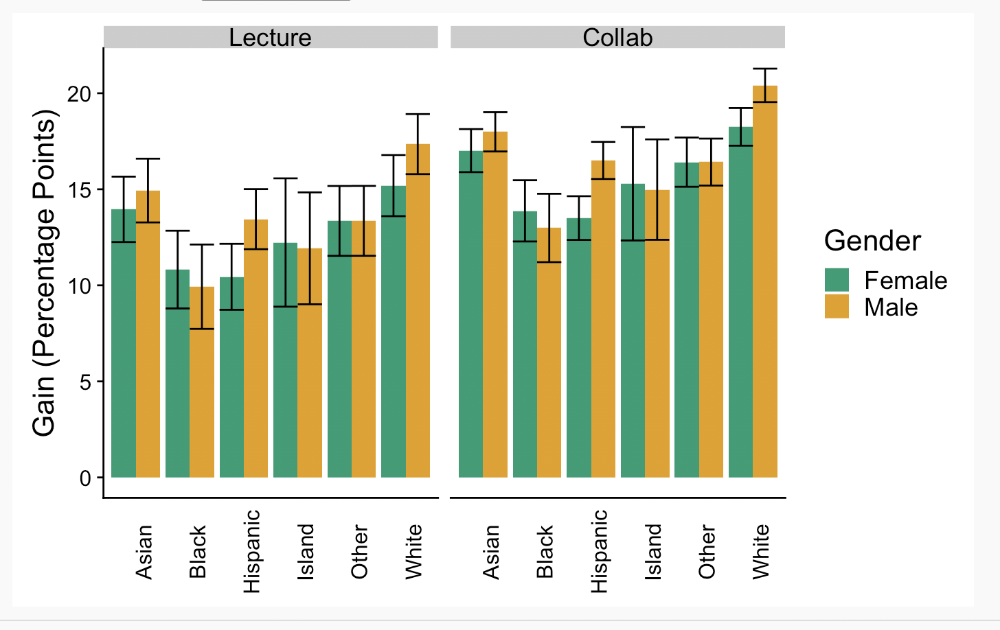 Lecture
Collab
Gain (Percentage Points)
20
15
10
5
0
Asian
Black
Hispanic
Island
Other
White
Asian
Black
Hispanic
Island
Other
White
Gender
Female
Male